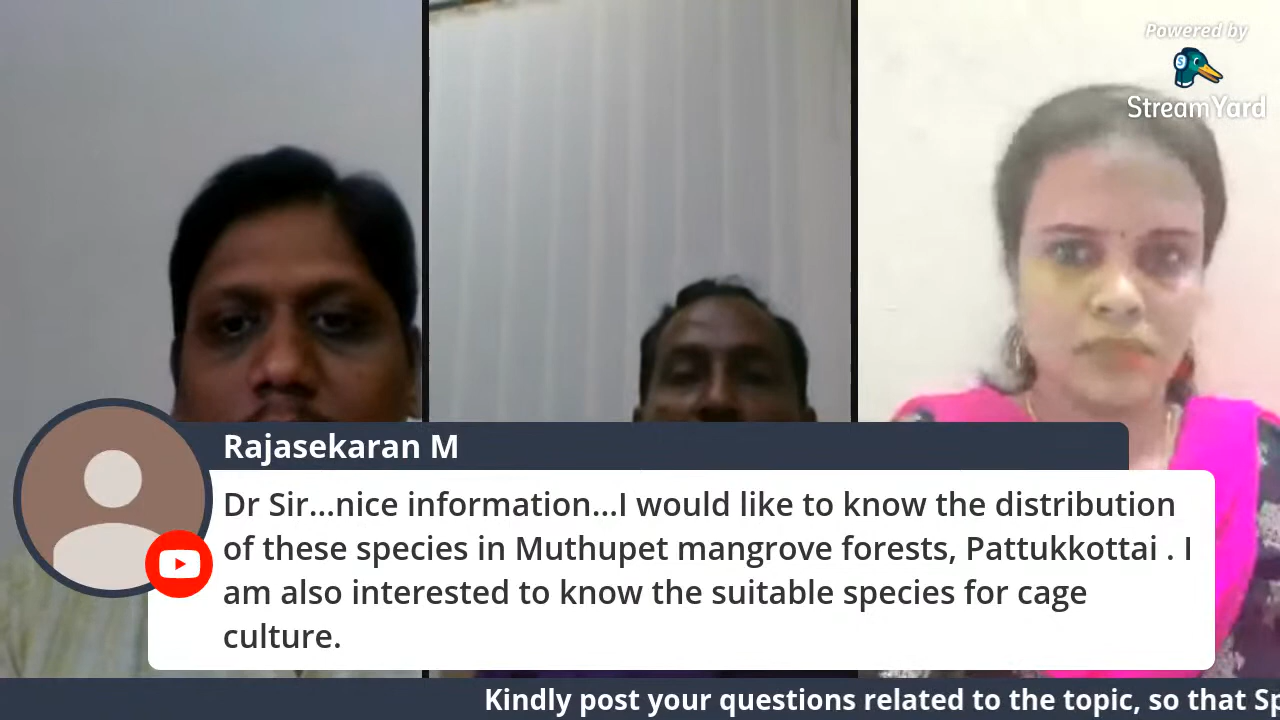 Powered by
StreamYard
Rajasekaran M
Dr Sir...nice information...I would like to know the distribution
of these species in Muthupet mangrove forests, Pattukkottai . I
am also interested to know the suitable species for cage
culture.
Kindly post your questions related to the topic, so that Sp